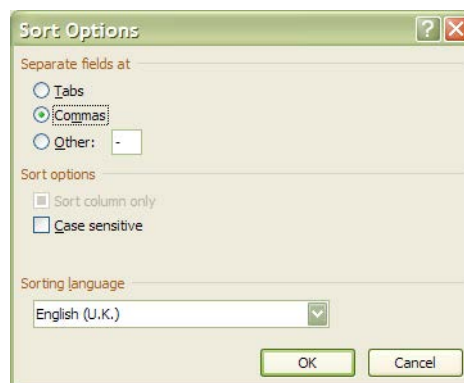 Sort Options
Separate fields at
Tabs
Commas
Other: -
Sort options
Sort column only
Case sensitive
Sorting language
English (U.K.)
OK Cancel